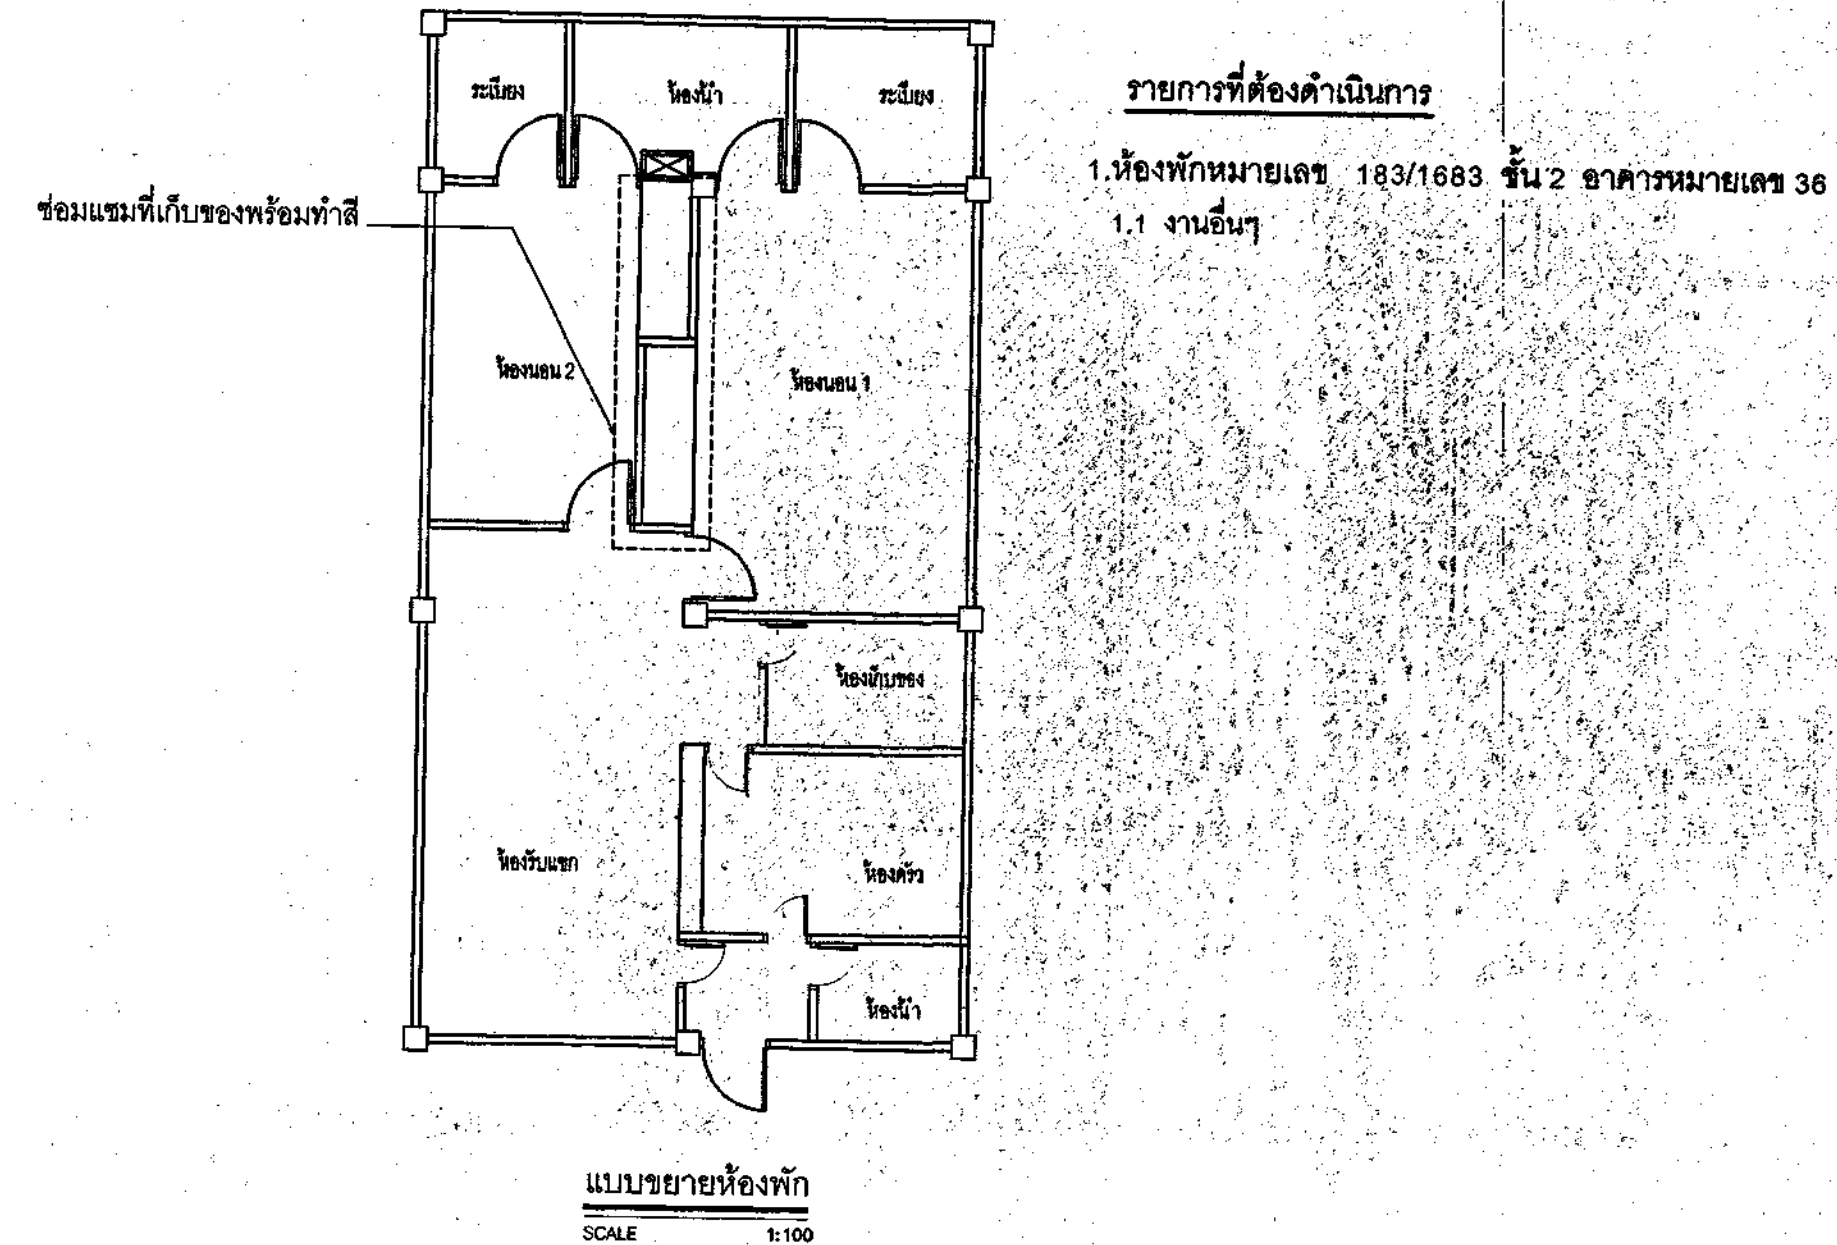 ระเบียง
ห้องน้ำ
ระเบียง
รายการที่ต้องดำเนินการ
1.ห้องพักหมายเลข 183/1683 ชั้น 2 อาคารหมายเลข 36
1.1 งานอื่นๆ
ซ่อมแซมที่เก็บของพร้อมทำสี
ห้องนอน 2
ห้องนอน 1
ห้องเก็บของ
ห้องรับแขก
ห้องครัว
ห้องน้ำ
แบบขยายห้องพัก
SCALE 1:100